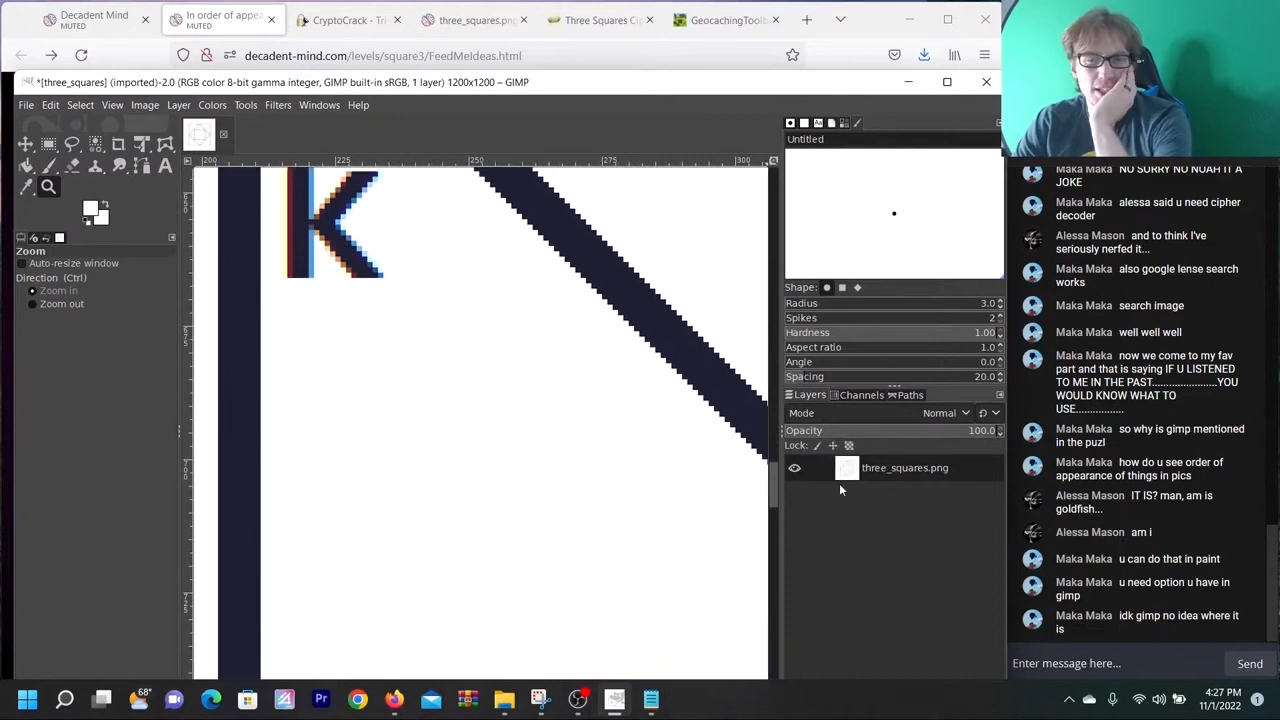 Decadent Mind
MUTED
In order of appea
MUTED
CryptoCrack - Tri
three_squares.pn
Three Squares Ci
GeocachingToolb
decadent-mind.com/levels/square3/FeedMeIdeas.html
*[three_squares] (imported)-2.0 (RGB color 8-bit gamma integer, GIMP built-in sRGB, 1 layer) 1200x1200 – GIMP
File Edit Select View Image Layer Colors Tools Filters Windows Help
Untitled
200 225 250 275 300
650
675
700
725
K
Zoom
Auto-resize window
Direction (Ctrl)
Zoom in
Zoom out
Shape:
Radius 3.0
Spikes 2
Hardness 1.00
Aspect ratio 1.0
Angle 0.0
Spacing 20.0
Layers Channels Paths
Mode Normal
Opacity 100.0
Lock:
three_squares.png
Maka Maka NO SORRY NO NUAH IT A
JOKE
Maka Maka alessa said u need cipher
decoder
Alessa Mason and to think I've
seriously nerfed it...
Maka Maka also google lense search
works
Maka Maka search image
Maka Maka well well well
Maka Maka now we come to my fav
part and that is saying IF U LISTENED
TO ME IN THE PAST.......................YOU
WOULD KNOW WHAT TO
USE.................
Maka Maka so why is gimp mentioned
in the puzl
Maka Maka how do u see order of
appearance of things in pics
Alessa Mason IT IS? man, am is
goldfish...
Alessa Mason am i
Maka Maka u can do that in paint
Maka Maka u need option u have in
gimp
Maka Maka idk gimp no idea where it
is
Enter message here...
Send
68°
Pr
4:27 PM
11/1/2022
1